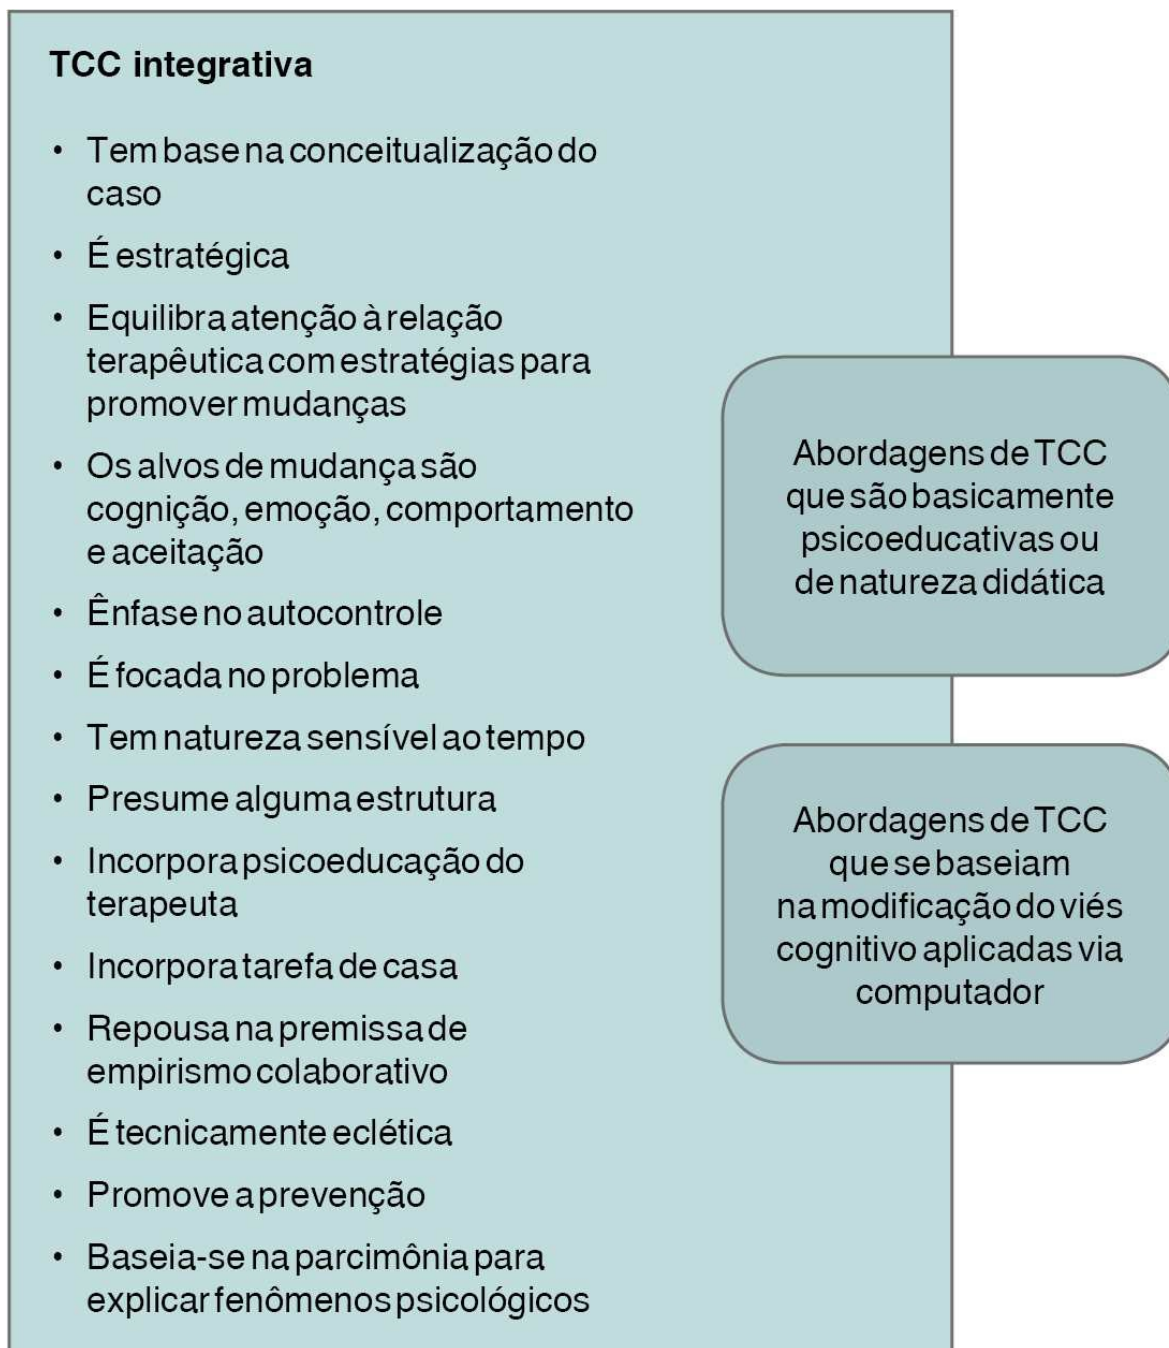 TCC integrativa
• Tem base na conceitualização do
caso
• É estratégica
• Equilibra atenção à relação
terapêutica com estratégias para
promover mudanças
• Os alvos de mudança são
cognição, emoção, comportamento
e aceitação
• Ênfase no autocontrole
• É focada no problema
• Tem natureza sensível ao tempo
• Presume alguma estrutura
• Incorpora psicoeducação do
terapeuta
• Incorpora tarefa de casa
• Repousa na premissa de
empirismo colaborativo
• É tecnicamente eclética
• Promove a prevenção
• Baseia-se na parcimônia para
explicar fenômenos psicológicos
Abordagens de TCC
que são basicamente
psicoeducativas ou
de natureza didática
Abordagens de TCC
que se baseiam
na modificação do viés
cognitivo aplicadas via
computador